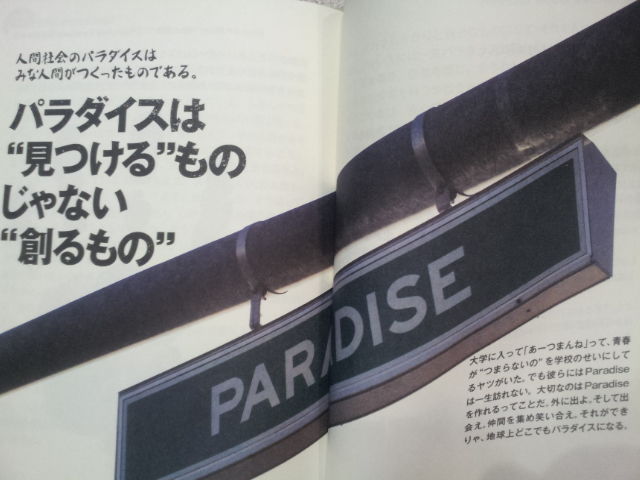 人間社会のパラダイスは
みな人間がつくったものである。
パラダイスは
“見つける”もの
じゃない
“創るもの”
PARADISE
大学に入って「あーつまんね」って、青春
が“つまらないの”を学校のせいにして
るヤツがいた。でも彼らにはParadise
は一生訪れない。大切なのはParadise
を作れるってことだ。外に出よ。そして出
会え。仲間を集め笑い合え。それができ
りゃ、地球上どこでもパラダイスになる。